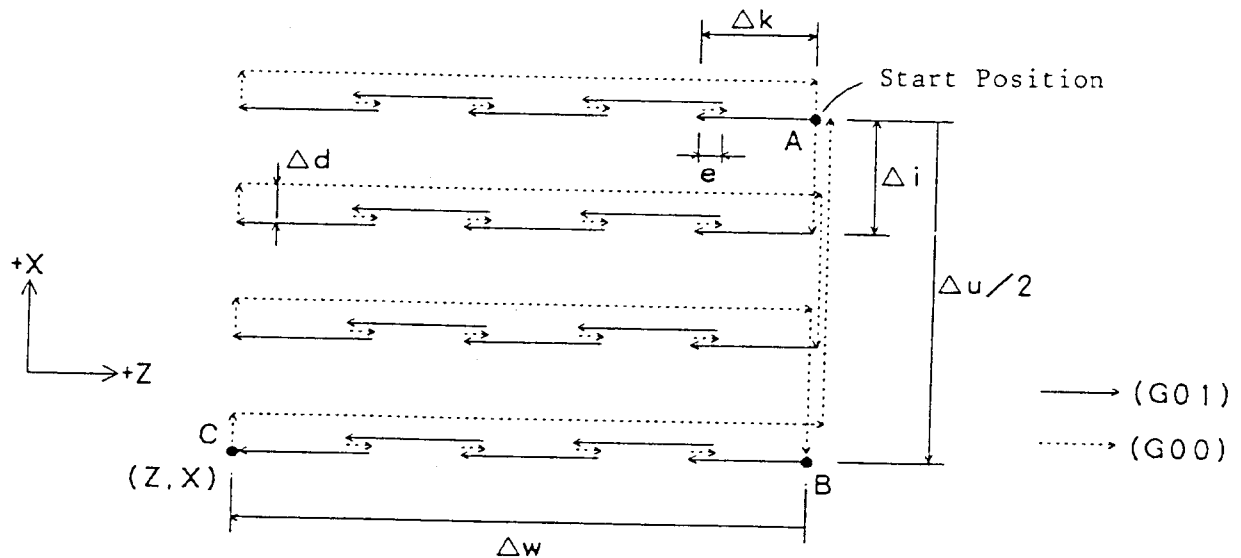 Δk
Start Position
A
e
Δd
Δi
+X
Δu/2
+Z
(G01)
C
(G00)
(Z,X)
B
Δw